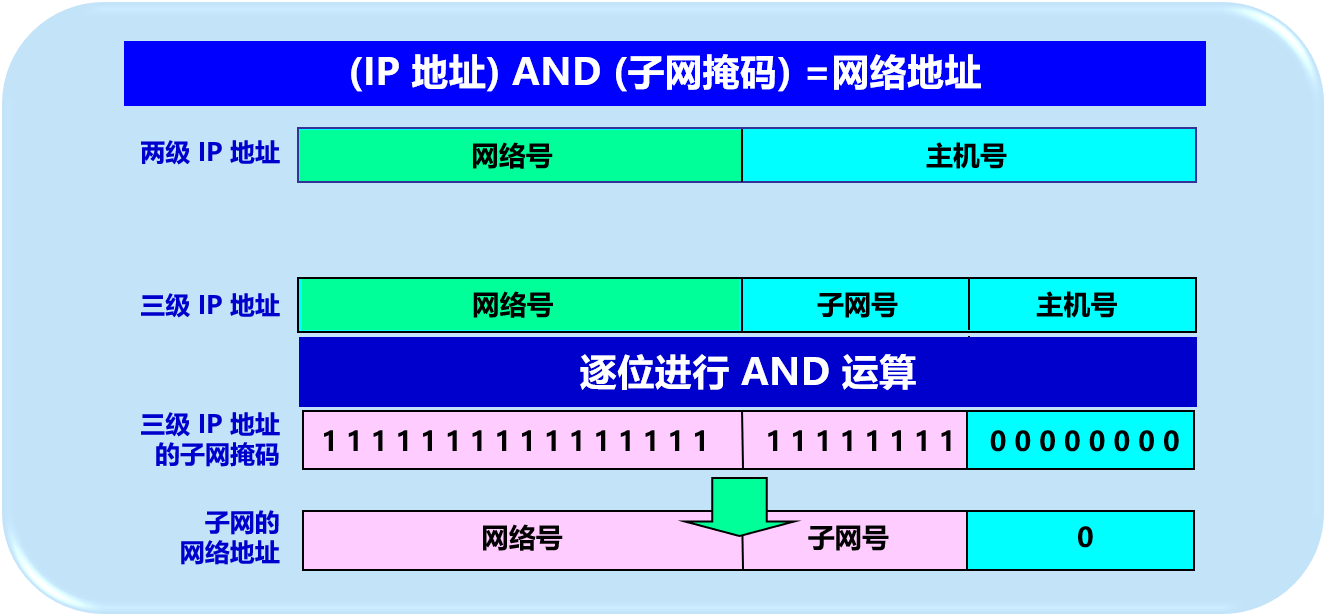 (IP 地址) AND (子网掩码) =网络地址
两级 IP 地址
网络号
主机号
三级 IP 地址
网络号
子网号
主机号
逐位进行 AND 运算
三级 IP 地址
的子网掩码
1 1 1 1 1 1 1 1 1 1 1 1 1 1 1 1
1 1 1 1 1 1 1 1
0 0 0 0 0 0 0 0
子网的
网络地址
网络号
子网号
0